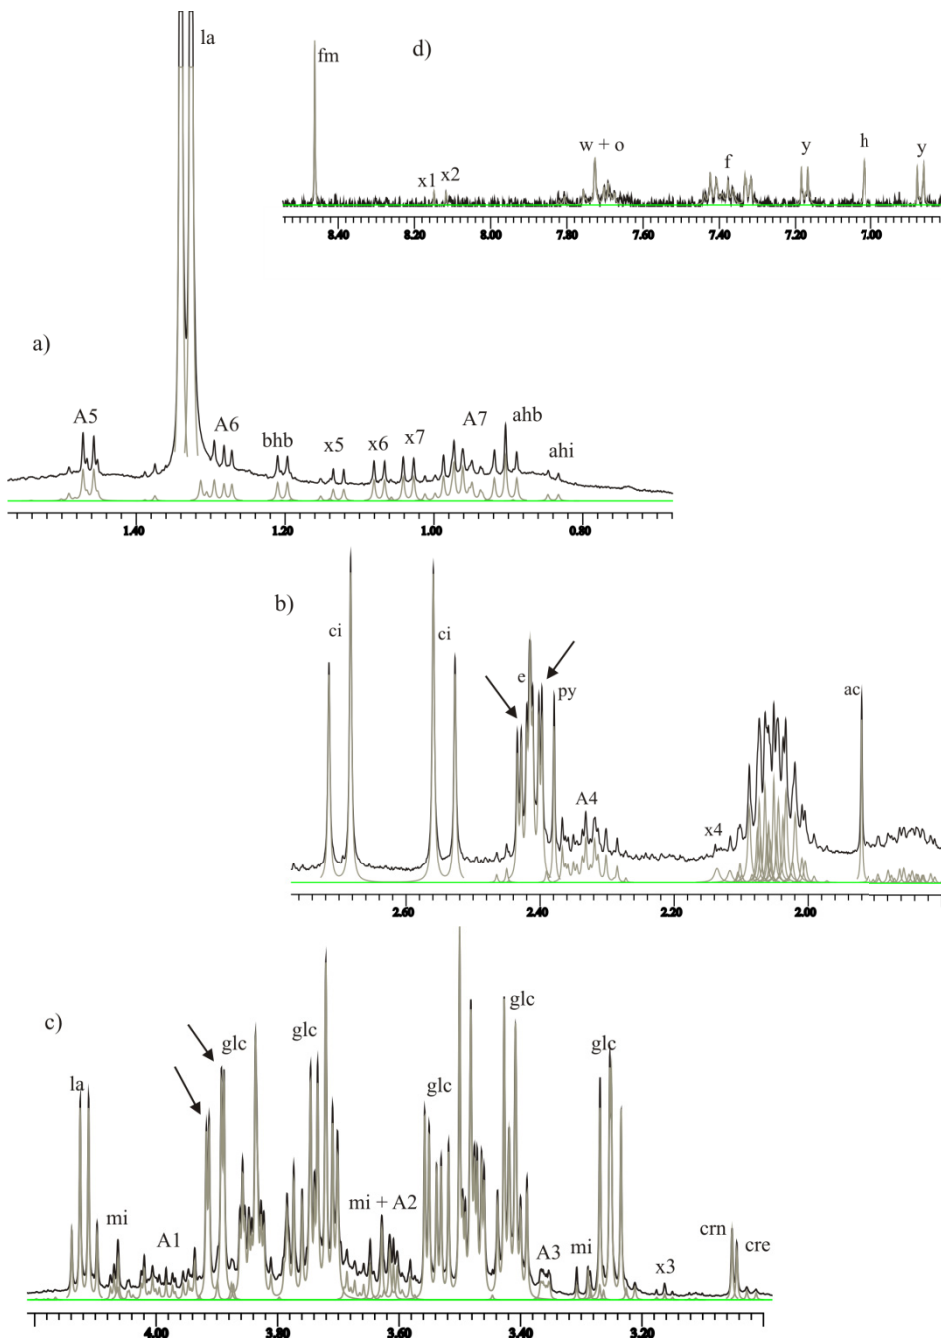 la
d)
fm
w + o
x1
x2
f
y
h
y
8.40 8.20 8.00 7.80 7.60 7.40 7.20 7.00
a)
A5
A6
bhb
x5
x6
x7
A7
ahb
ahi
1.40 1.20 1.00 0.80
b)
ci
ci
e
py
A4
x4
ac
2.60 2.40 2.20 2.00
c)
la
mi
A1
glc
glc
mi + A2
glc
glc
A3
mi
glc
x3
crn
cre
4.00 3.80 3.60 3.40 3.20